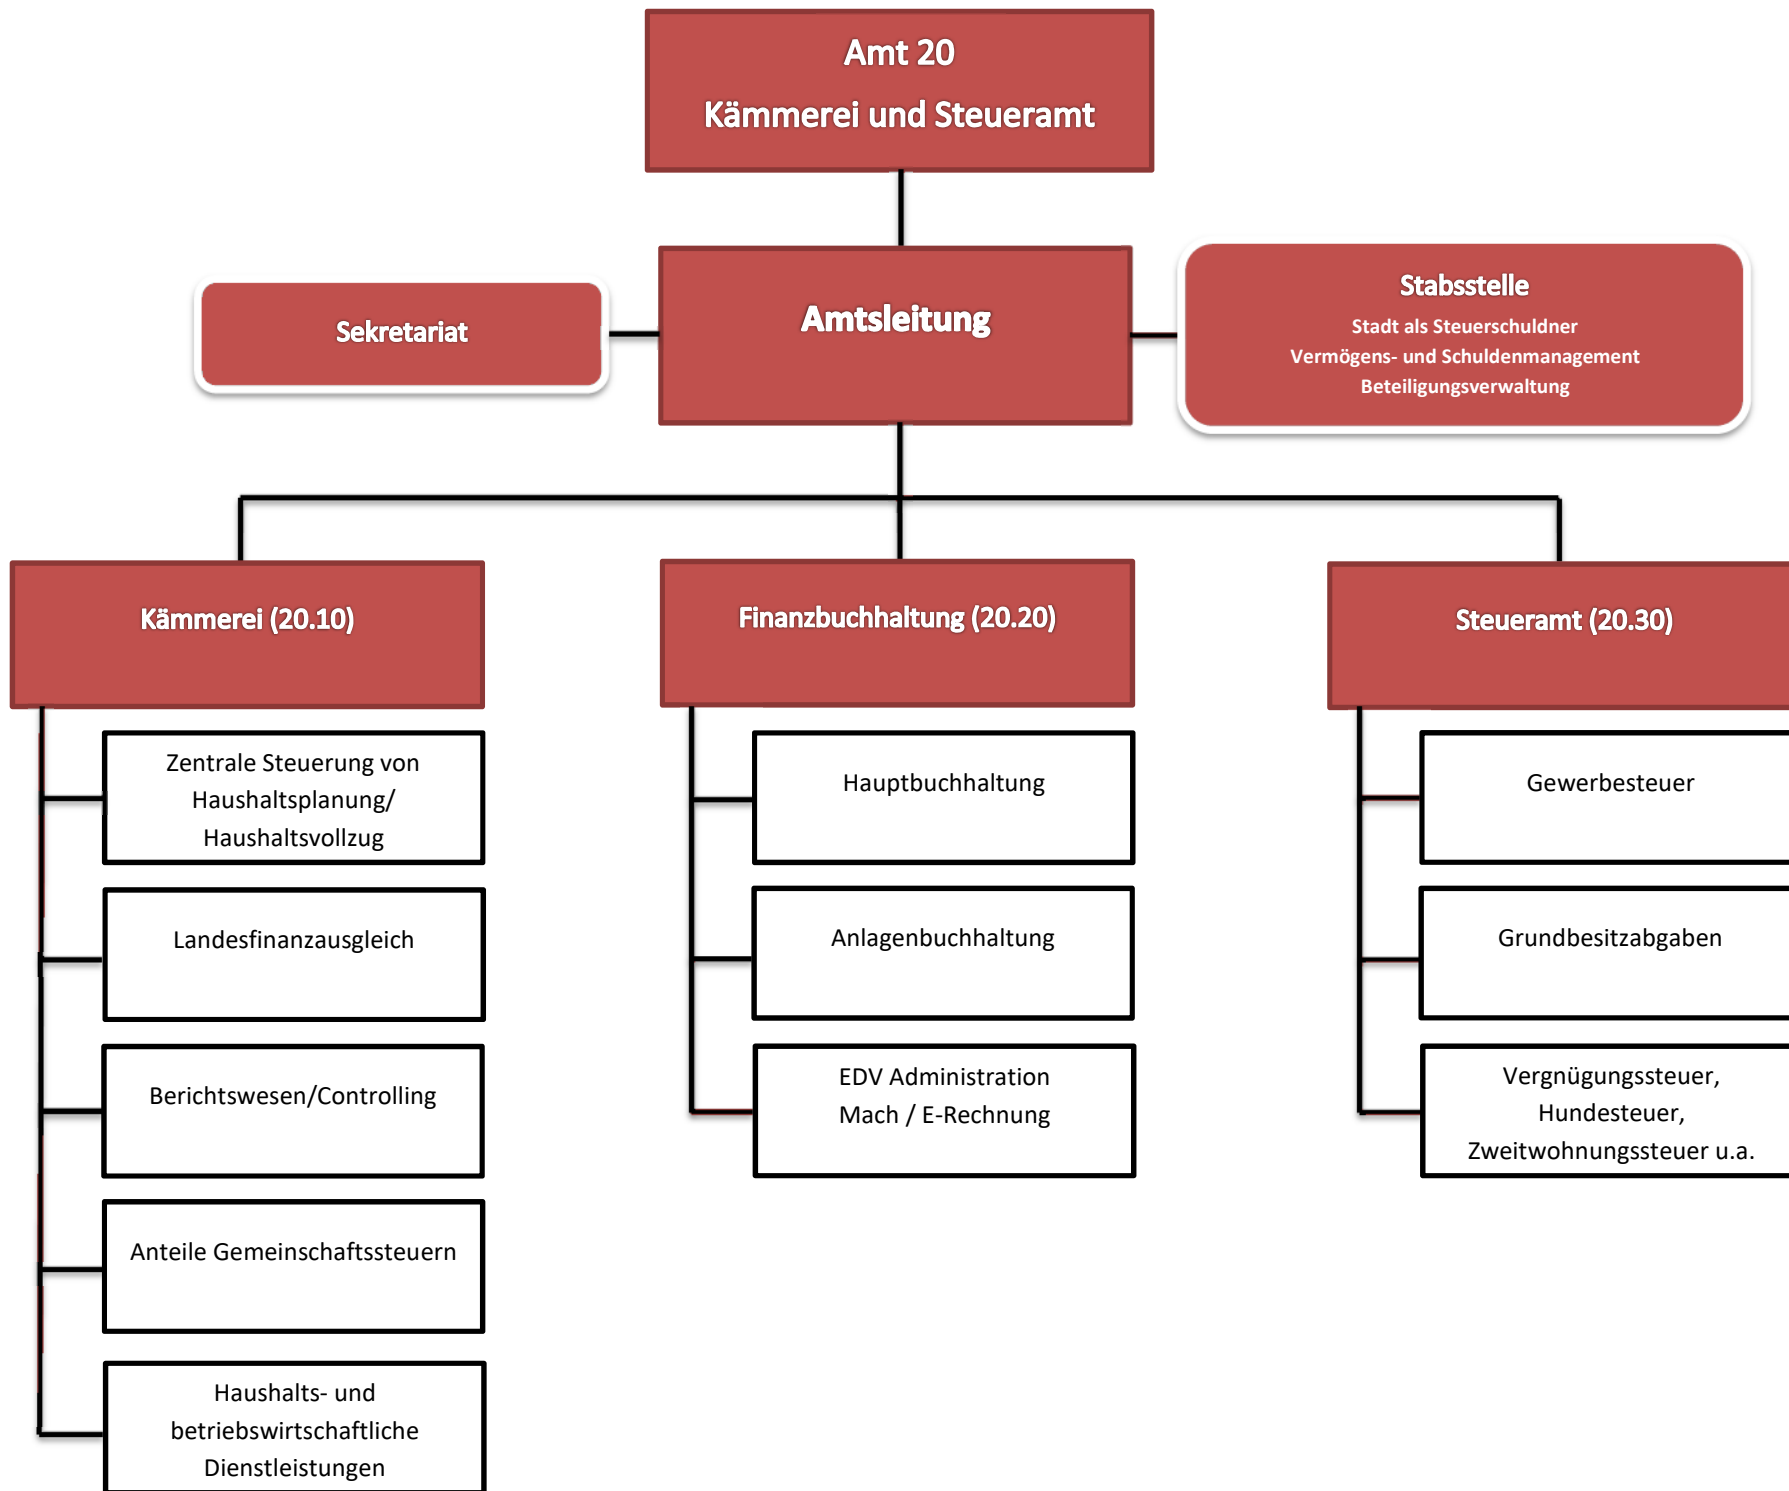 Amt 20
Kämmerei und Steueramt
Sekretariat
Amtsleitung
Stabsstelle
Stadt als Steuerschuldner
Vermögens- und Schuldenmanagement
Beteiligungsverwaltung
Kämmerei (20.10)
Zentrale Steuerung von
Haushaltsplanung/
Haushaltsvollzug
Landesfinanzausgleich
Berichtswesen/Controlling
Anteile Gemeinschaftssteuern
Haushalts- und
betriebswirtschaftliche
Dienstleistungen
Finanzbuchhaltung (20.20)
Hauptbuchhaltung
Anlagenbuchhaltung
EDV Administration
Mach / E-Rechnung
Steueramt (20.30)
Gewerbesteuer
Grundbesitzabgaben
Vergnügungssteuer,
Hundesteuer,
Zweitwohnungssteuer u.a.